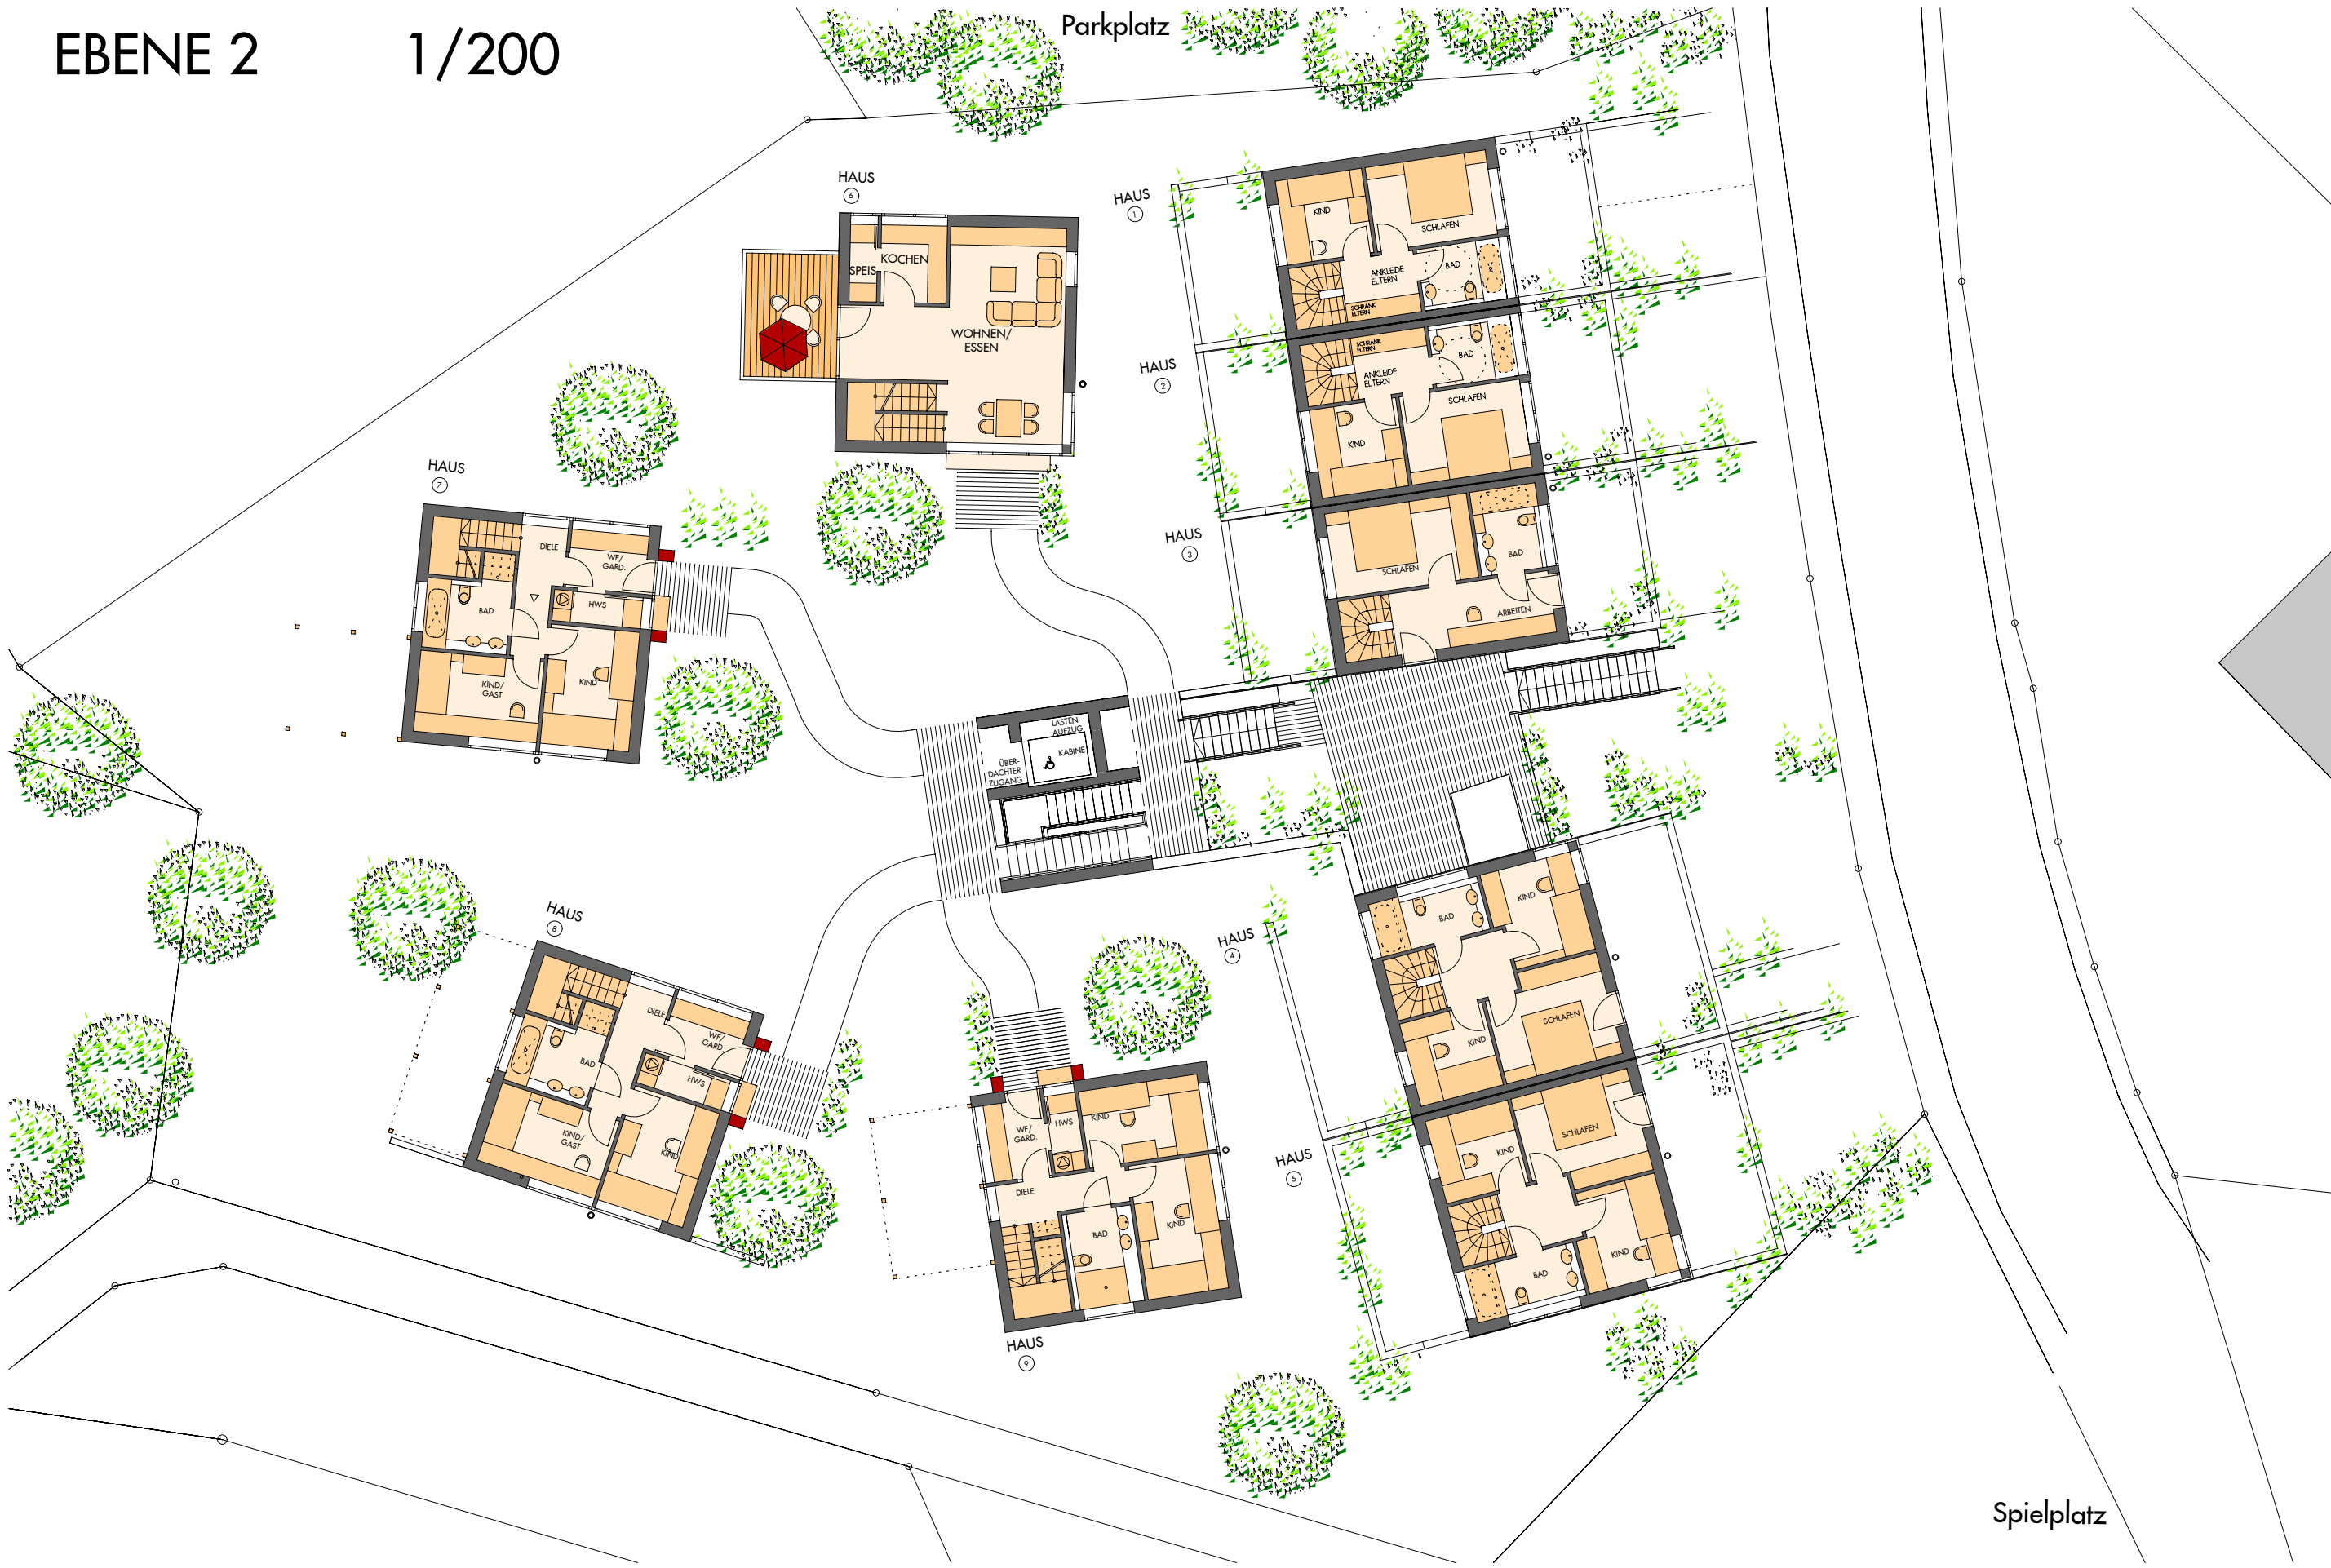 EBENE 2 1/200
Parkplatz
HAUS
6
SPEIS
KOCHEN
WOHNEN/
ESSEN
HAUS
1
KIND
SCHLAFEN
ANKLEIDE
ELTERN
BAD
SCHRANK
ELTERN
HAUS
2
SCHRANK
ELTERN
BAD
ANKLEIDE
ELTERN
SCHLAFEN
KIND
HAUS
3
SCHLAFEN
BAD
ARBEITEN
HAUS
7
DIELE
WF/
GARD.
HWS
BAD
KIND/
GAST
KIND
LASTEN-
AUFZUG
KABINE
ÜBER-
DACHTER
ZUGANG
HAUS
8
DIELE
WF/
GARD
BAD
HWS
KIND/
GAST
KIND
HAUS
4
BAD
KIND
SCHLAFEN
KIND
HAUS
5
KIND
SCHLAFEN
BAD
KIND
WF/
GARD.
HWS
KIND
DIELE
BAD
KIND
HAUS
9
Spielplatz